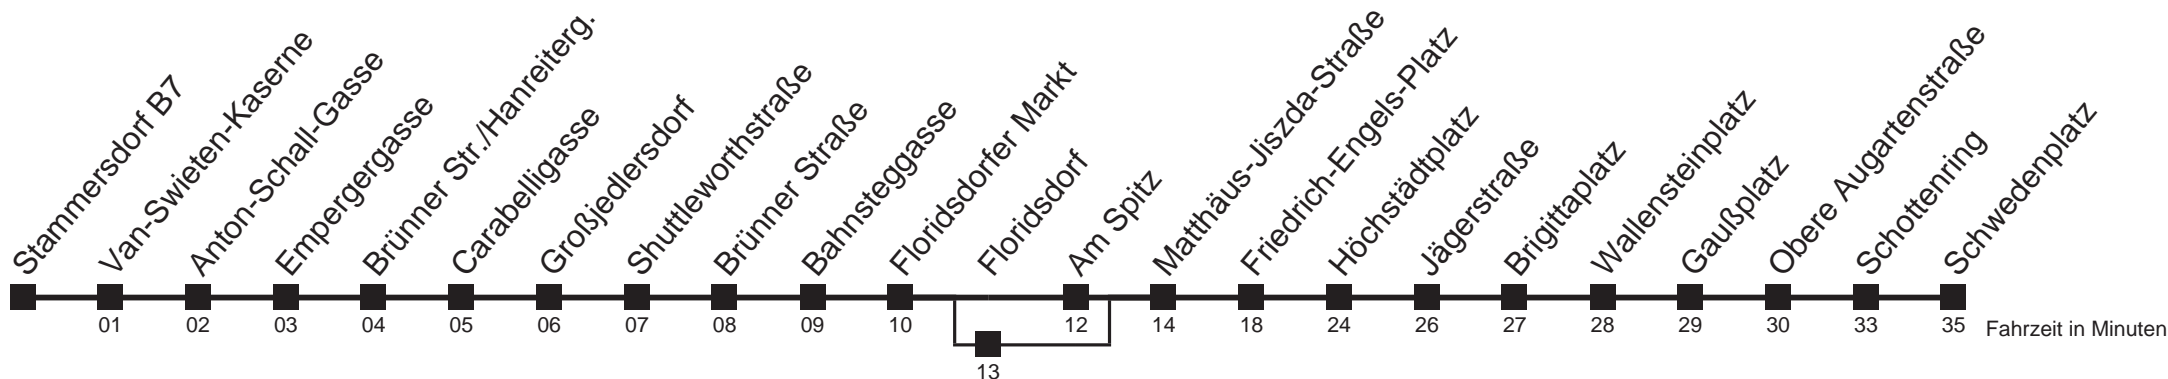 Stammersdorf B7
Van-Swieten-Kaserne
Anton-Schall-Gasse
Empergergasse
Brünner Str./Hanreiterg.
Carabelligasse
Großjedlersdorf
Shuttleworthstraße
Brünner Straße
Bahnsteggasse
Floridsdorfer Markt
Floridsdorf
Am Spitz
Matthäus-Jiszda-Straße
Friedrich-Engels-Platz
Höchstädtplatz
Jägerstraße
Brigittaplatz
Wallensteinplatz
Gaußplatz
Obere Augartenstraße
Schottenring
Schwedenplatz
01 02 03 04 05 06 07 08 09 10 12 14 18 24 26 27 28 29 30 33 35 Fahrzeit in Minuten
13